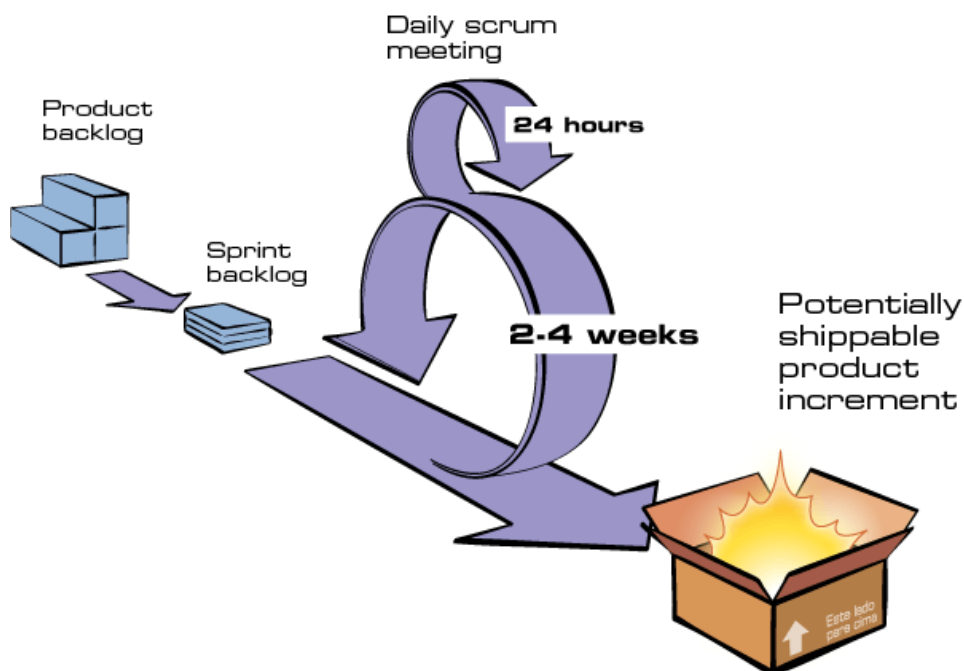 Daily scrum
meeting
24 hours
Product
backlog
Sprint
backlog
2-4 weeks
Potentially
shippable
product
increment
Este lado
para cima